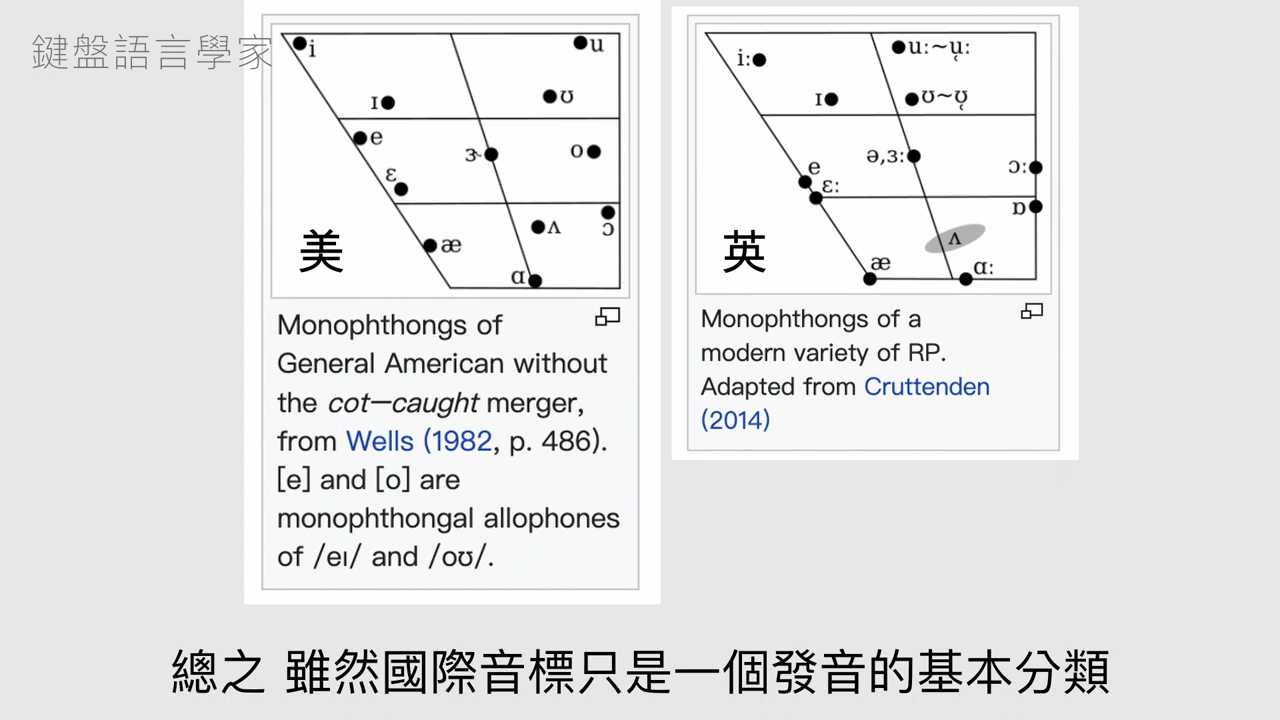 鍵盤語言學家
i
u
ɪ
ʊ
e
ɝ
o
ɛ
ʌ
ɔ
æ
ɑ
美
Monophthongs of
General American without
the cot–caught merger,
from Wells (1982, p. 486).
[e] and [o] are
monophthongal allophones
of /eɪ/ and /oʊ/.
iː
uː~u̜ː
ɪ
ʊ~ʊ̜
ə,ɜː
e
ɔː
ɛː
ɒ
ʌ
æ
ɑː
英
Monophthongs of a
modern variety of RP.
Adapted from Cruttenden
(2014)
總之 雖然國際音標只是一個發音的基本分類